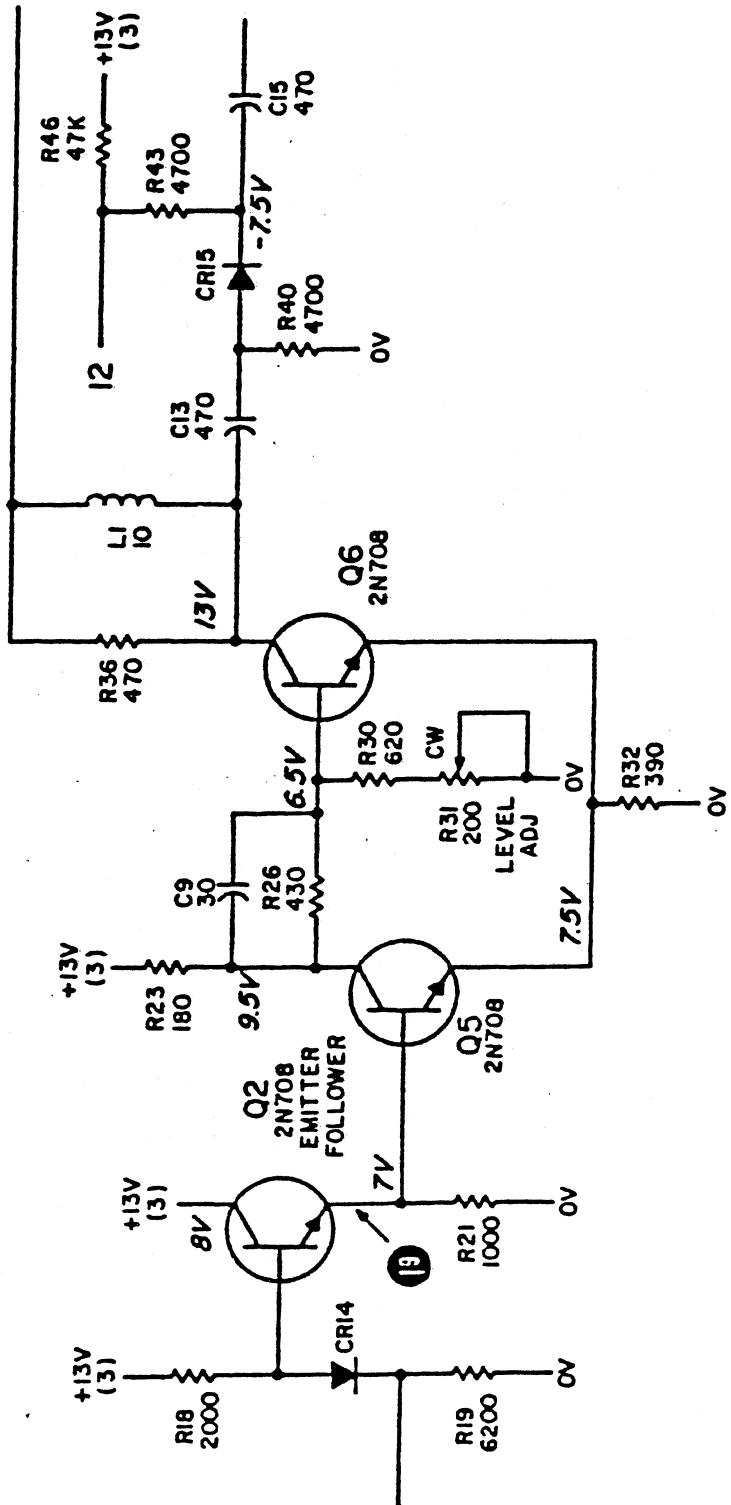 +13V
(3)
R46
47K
R43
4700
C15
470
-7.5V
CR15
R40
4700
0V
12
C13
470
L1
10
13V
R36
470
Q6
2N708
6.5V
R30
620
CW
R31
200
LEVEL
ADJ
0V
R32
390
0V
C9
30
R26
430
+13V
(3)
R23
180
9.5V
7.5V
Q5
2N708
Q2
2N708
EMITTER
FOLLOWER
+13V
(3)
8V
7V
19
R21
1000
0V
+13V
(3)
R18
2000
CR14
R19
6200
0V